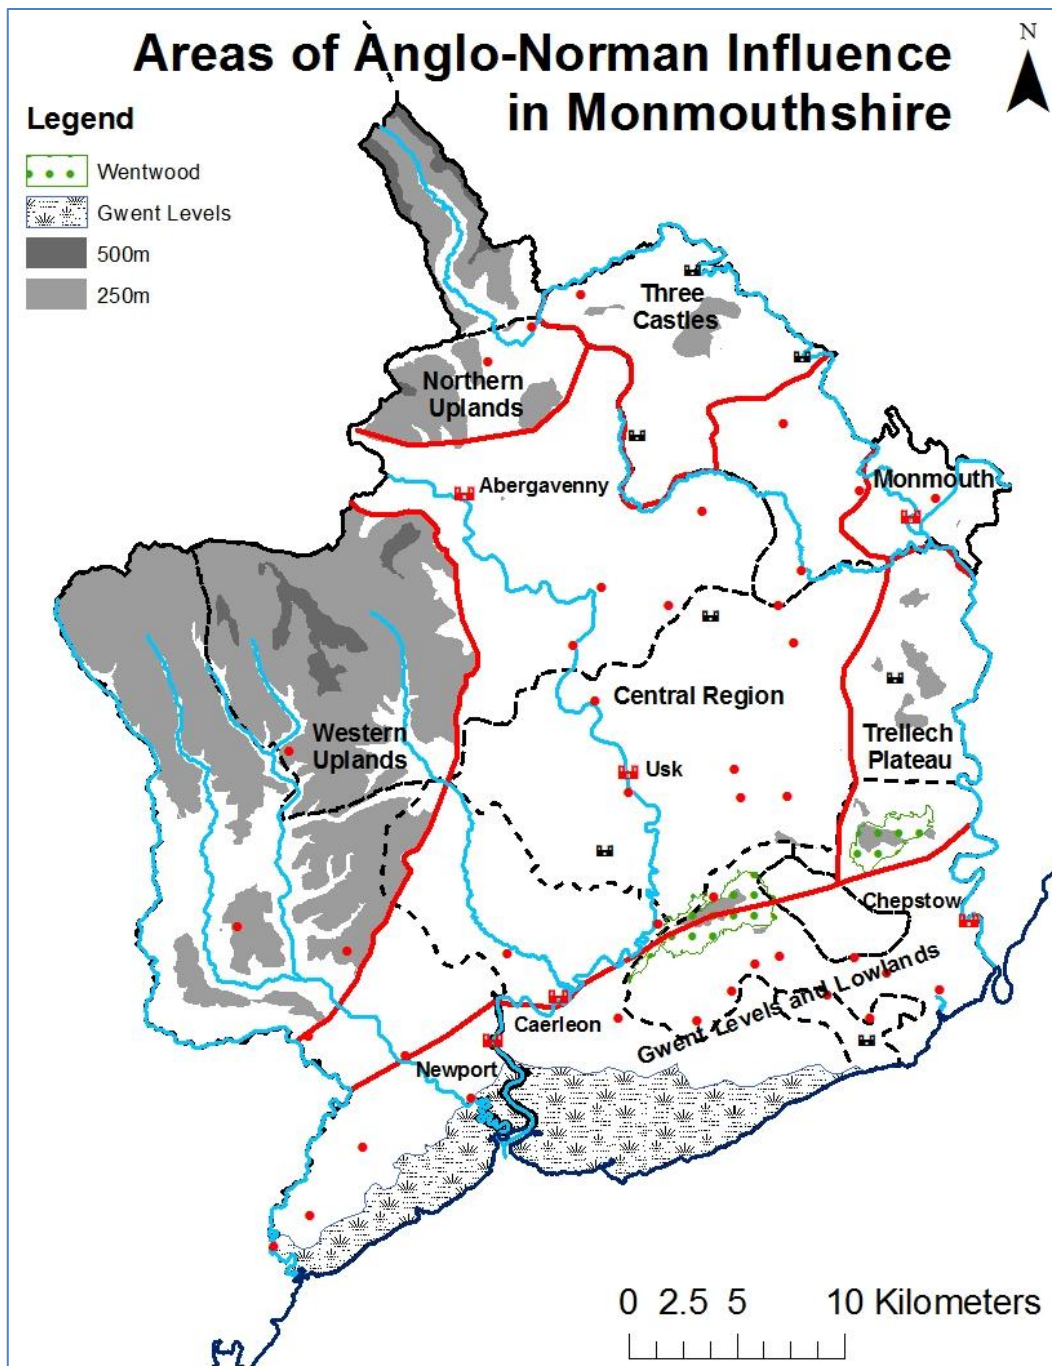 Areas of Anglo-Norman Influence
in Monmouthshire
N
Legend
Wentwood
Gwent Levels
500m
250m
Three
Castles
Northern
Uplands
Abergavenny
Monmouth
Central Region
Western
Uplands
Trellech
Plateau
Usk
Chepstow
Gwent Levels and Lowlands
Caerleon
Newport
0 2.5 5 10 Kilometers